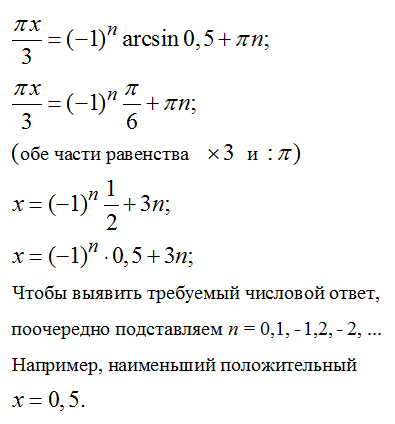 πx/3 = (−1)ⁿ arcsin 0,5 + πn;
πx/3 = (−1)ⁿ π/6 + πn;
(обе части равенства ×3 и :π)
x = (−1)ⁿ 1/2 + 3n;
x = (−1)ⁿ · 0,5 + 3n;
Чтобы выявить требуемый числовой ответ,
поочередно подставляем n = 0,1, -1,2, - 2, ...
Например, наименьший положительный
x = 0,5.